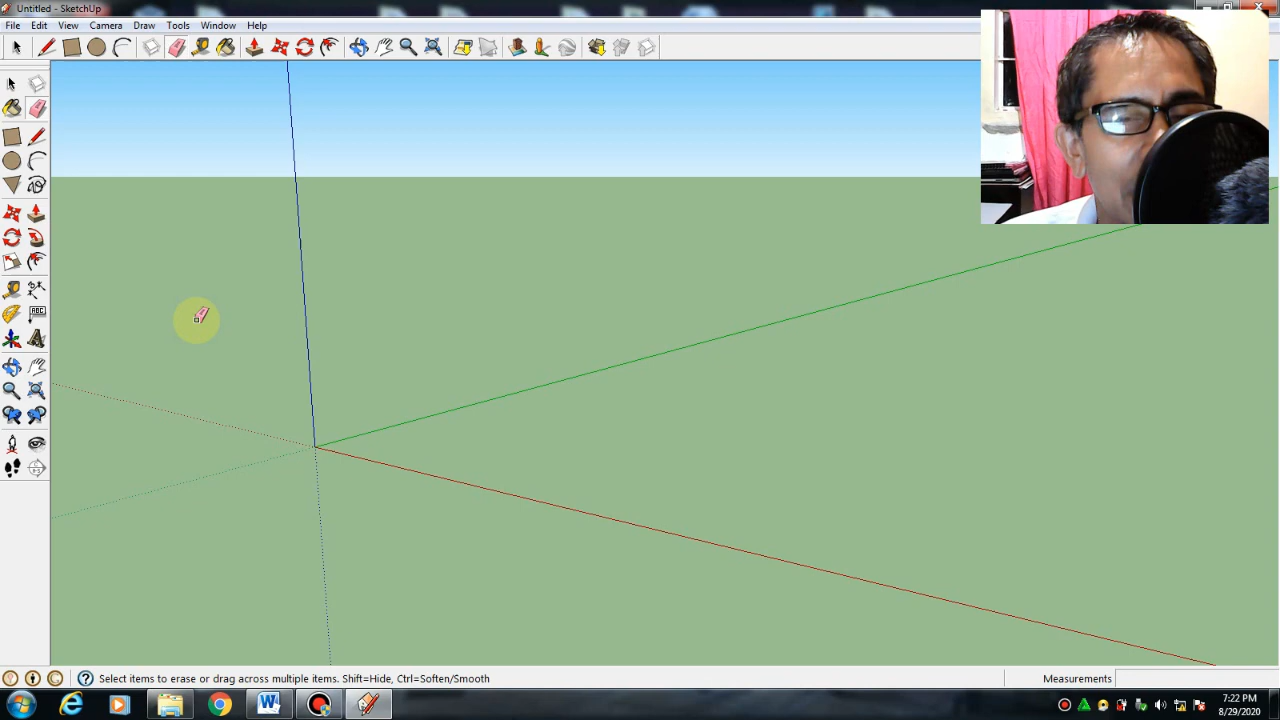 Untitled - SketchUp
File Edit View Camera Draw Tools Window Help
ABC
Select items to erase or drag across multiple items. Shift=Hide, Ctrl=Soften/Smooth
Measurements
7:22 PM
8/29/2020